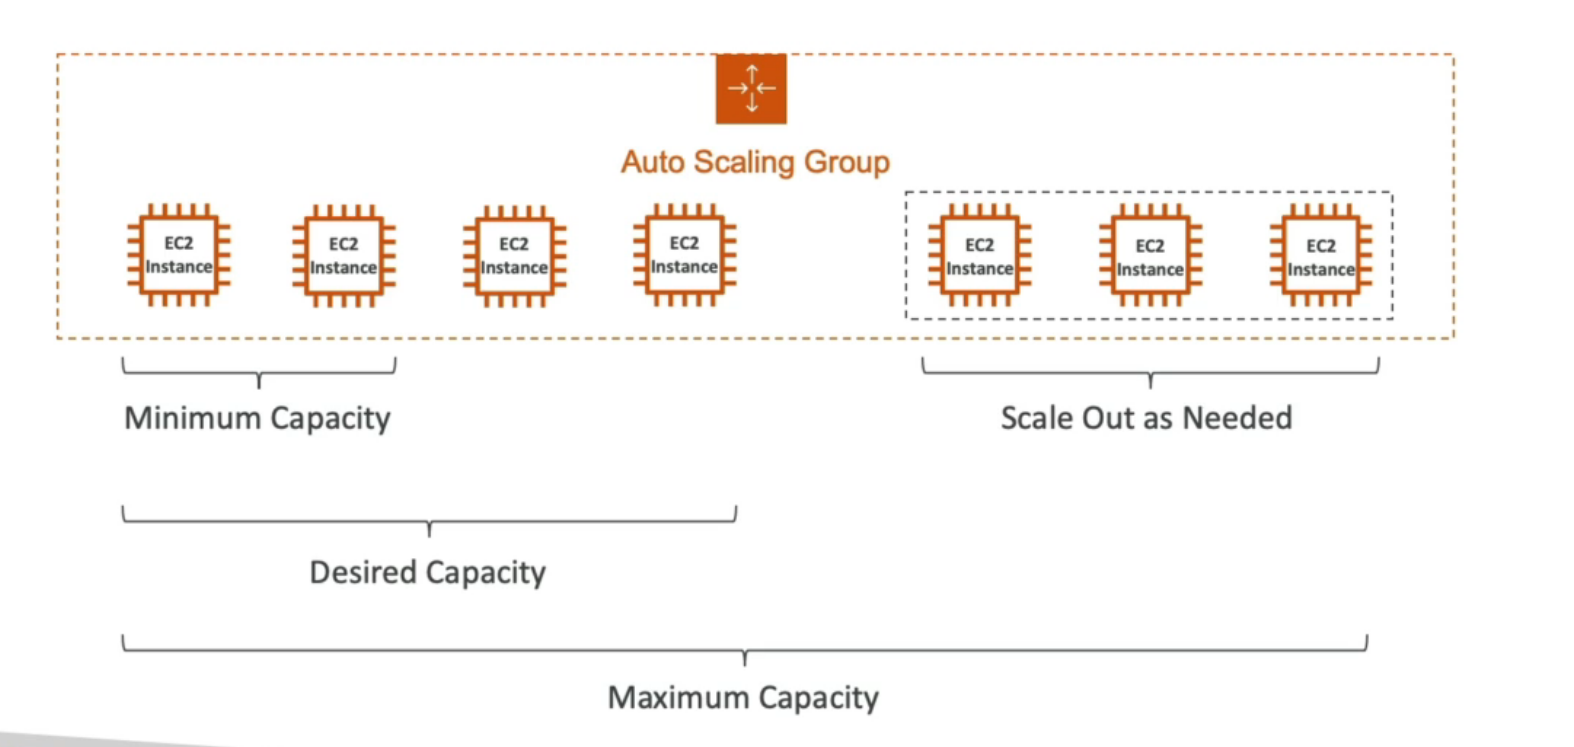 Auto Scaling Group
EC2
Instance
EC2
Instance
EC2
Instance
EC2
Instance
EC2
Instance
EC2
Instance
EC2
Instance
Minimum Capacity
Scale Out as Needed
Desired Capacity
Maximum Capacity